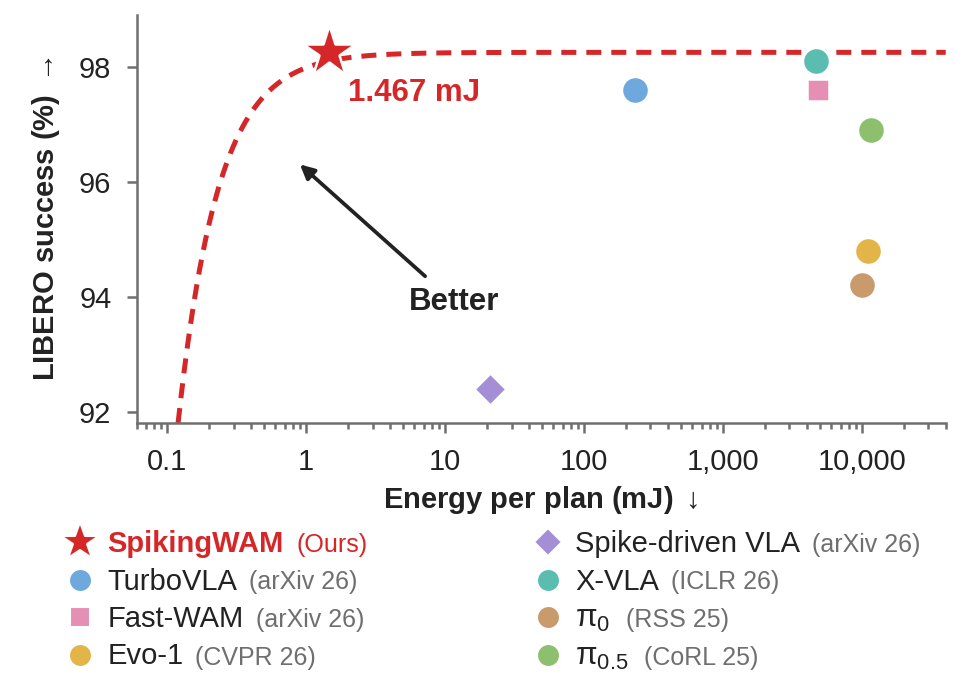 LIBERO success (%) →
98
96
94
92
1.467 mJ
Better
0.1 1 10 100 1,000 10,000
Energy per plan (mJ) ↓
SpikingWAM (Ours)
TurboVLA (arXiv 26)
Fast-WAM (arXiv 26)
Evo-1 (CVPR 26)
Spike-driven VLA (arXiv 26)
X-VLA (ICLR 26)
π0 (RSS 25)
π0.5 (CoRL 25)